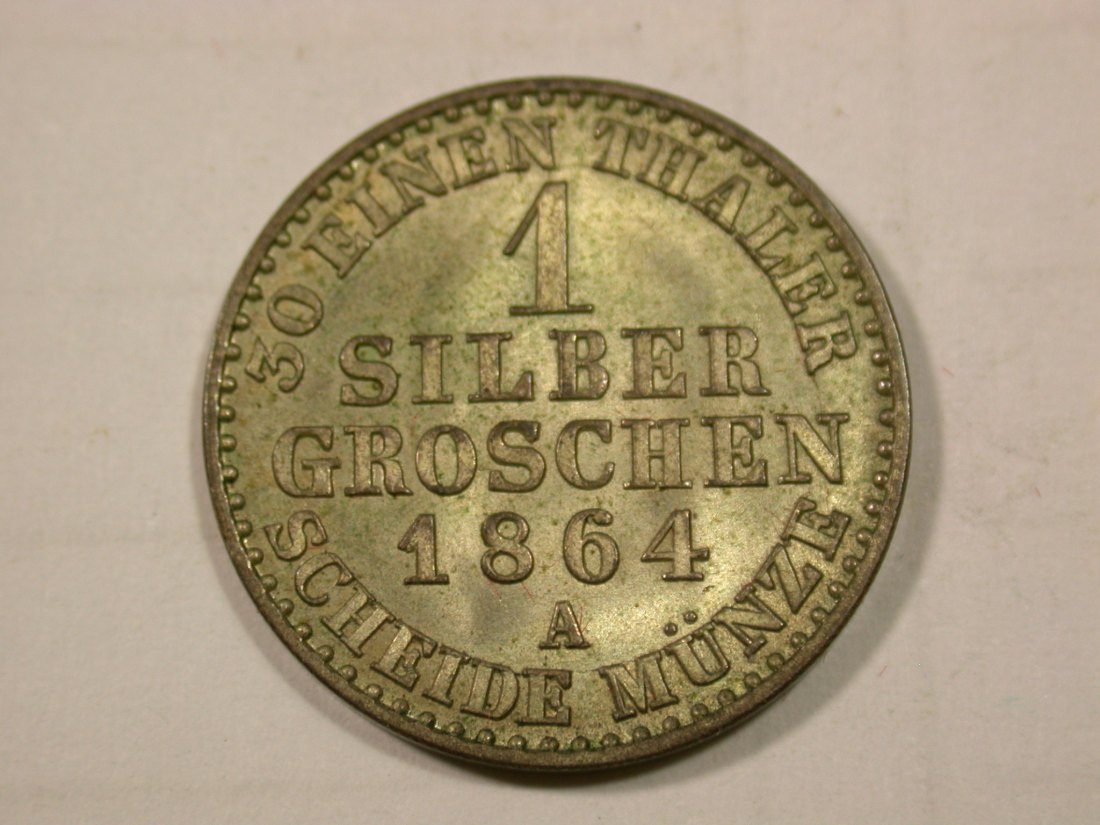 30 EINEN THALER
1
SILBER
GROSCHEN
1864
A
SCHEIDE MÜNZE